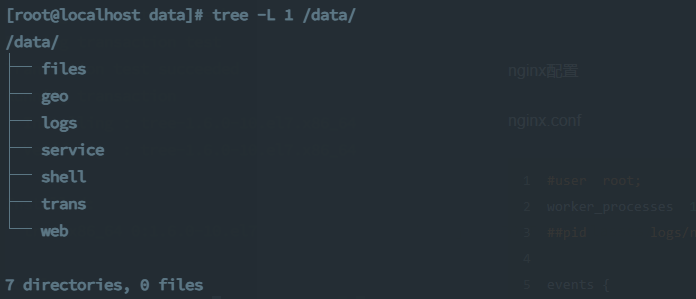 [root@localhost data]# tree -L 1 /data/
/data/
├── files
├── geo
├── logs
├── service
├── shell
├── trans
└── web
7 directories, 0 files
nginx配置
nginx.conf
1 #user root;
2 worker_processes
3 ##pid logs/
4
5 events {